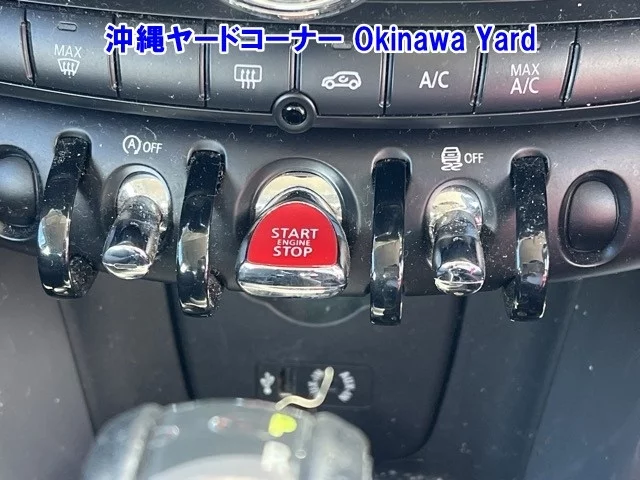 沖縄ヤードコーナー Okinawa Yard
MAX
A/C
MAX
A/C
OFF
OFF
START
ENGINE
STOP